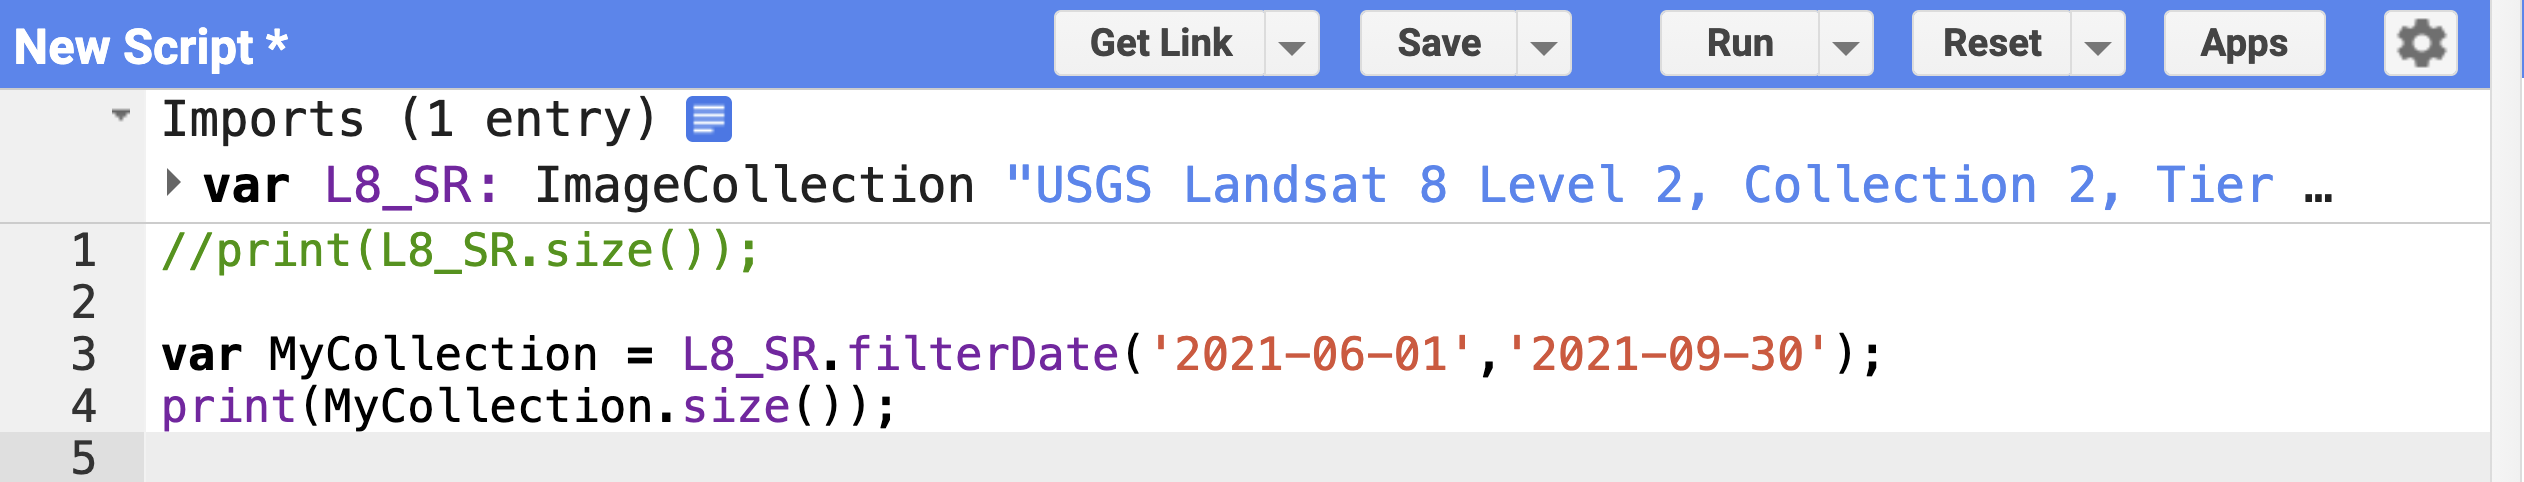 New Script * Get Link Save Run Reset Apps
Imports (1 entry)
var L8_SR: ImageCollection "USGS Landsat 8 Level 2, Collection 2, Tier …
1 //print(L8_SR.size());
2
3 var MyCollection = L8_SR.filterDate('2021-06-01','2021-09-30');
4 print(MyCollection.size());
5